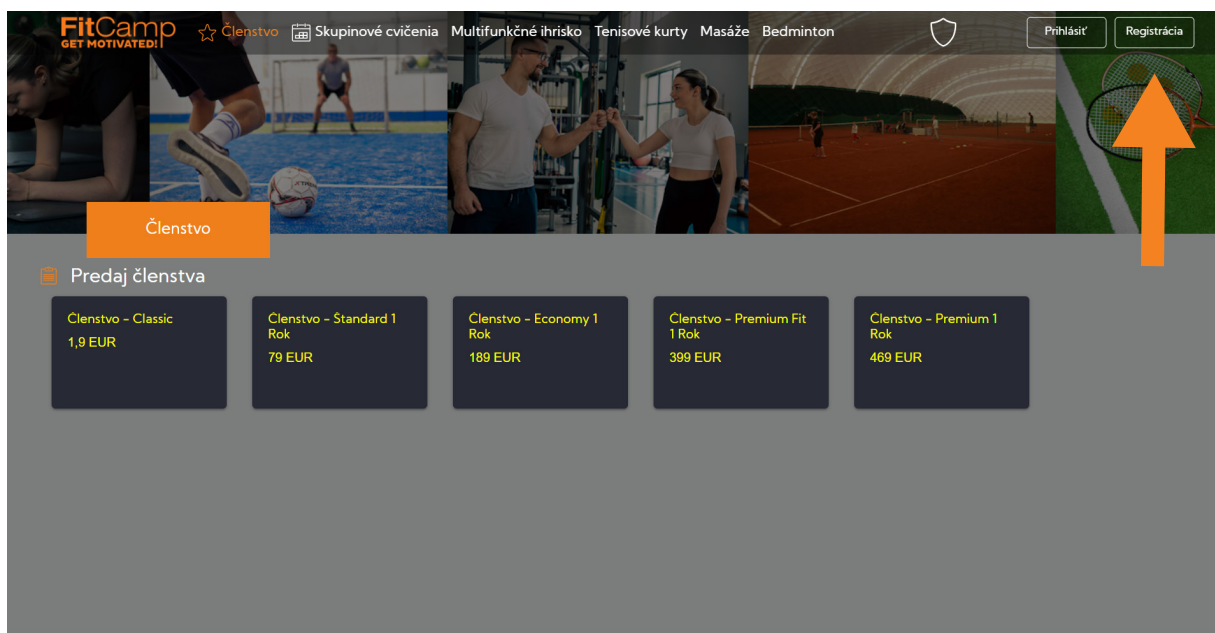 FitCamp
GET MOTIVATED!
Členstvo
Skupinové cvičenia
Multifunkčné ihrisko
Tenisové kurty
Masáže
Bedminton
Prihlásiť
Registrácia
Členstvo
Predaj členstva
Členstvo - Classic
1,9 EUR
Členstvo - Štandard 1
Rok
79 EUR
Členstvo - Economy 1
Rok
189 EUR
Členstvo - Premium Fit
1 Rok
399 EUR
Členstvo - Premium 1
Rok
469 EUR